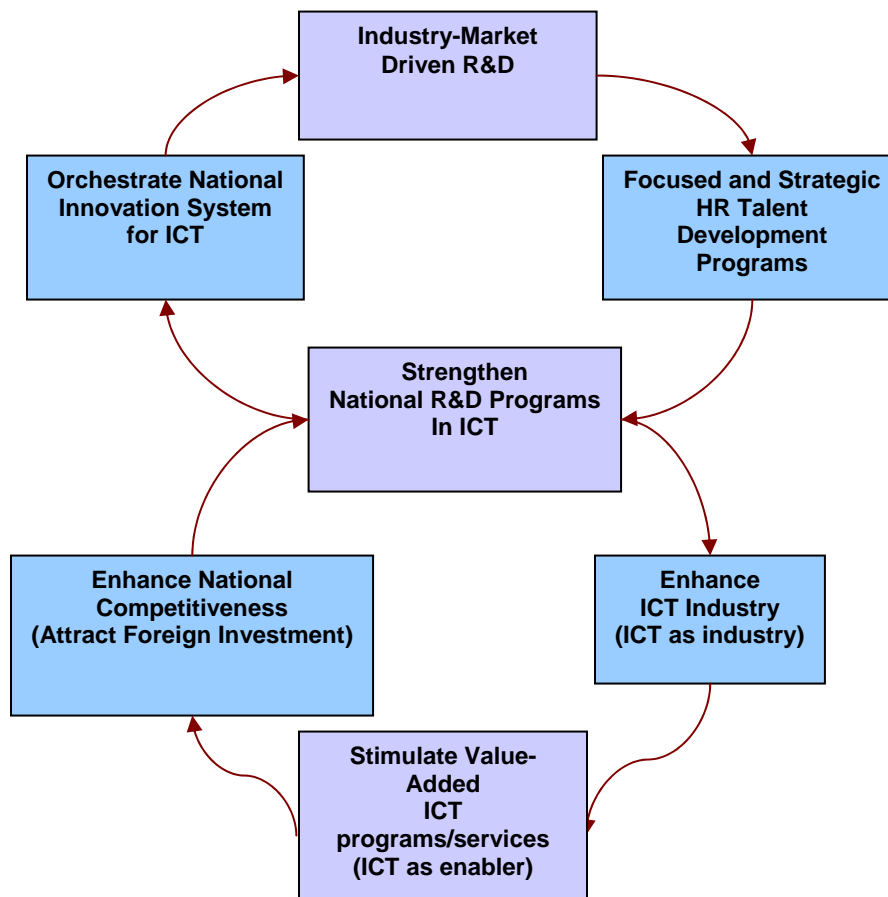 Industry-Market
Driven R&D
Orchestrate National
Innovation System
for ICT
Focused and Strategic
HR Talent
Development
Programs
Strengthen
National R&D Programs
In ICT
Enhance National
Competitiveness
(Attract Foreign Investment)
Enhance
ICT Industry
(ICT as industry)
Stimulate Value-
Added
ICT
programs/services
(ICT as enabler)